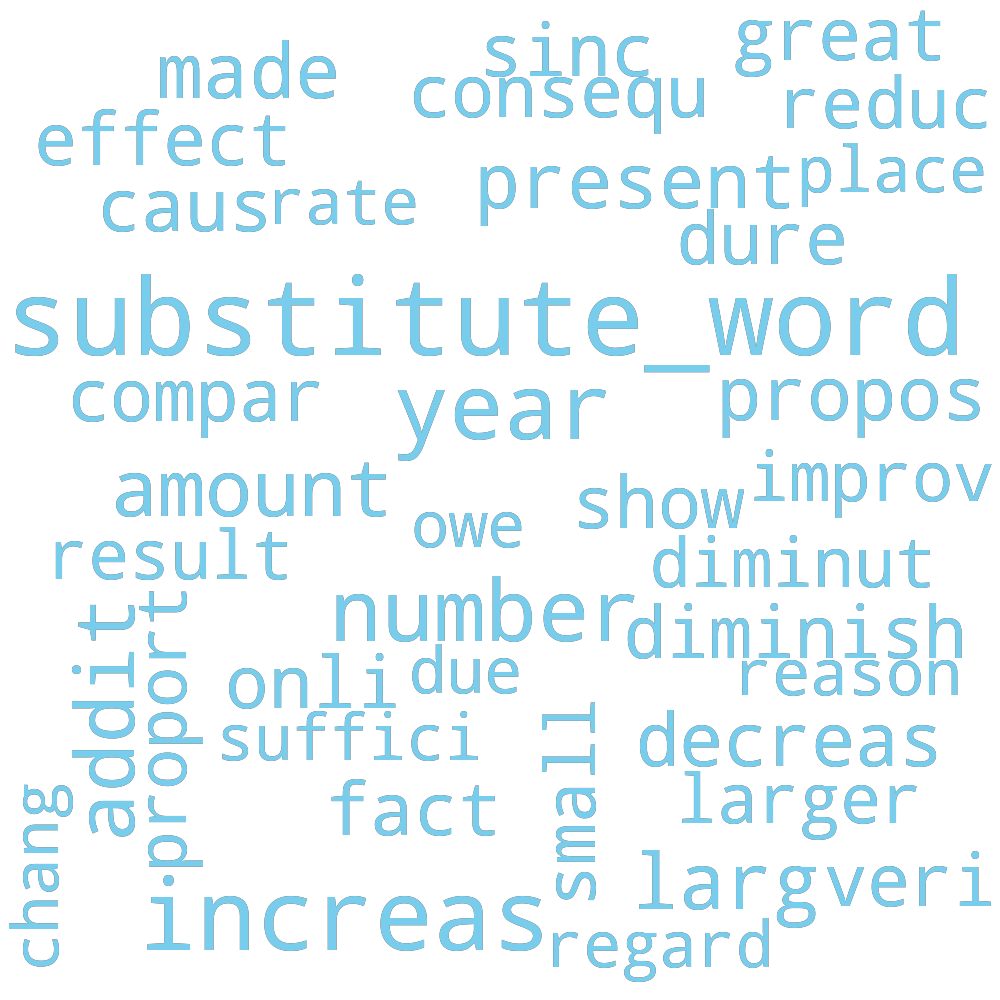 great
sinc
made
consequ
reduc
effect
place
present
caus
rate
dure
substitute_word
compar
year
propos
improv
amount
show
owe
result
diminut
number
diminish
addit
proport
onli
due
reason
suffici
decreas
small
larger
fact
chang
larg
veri
increas
regard